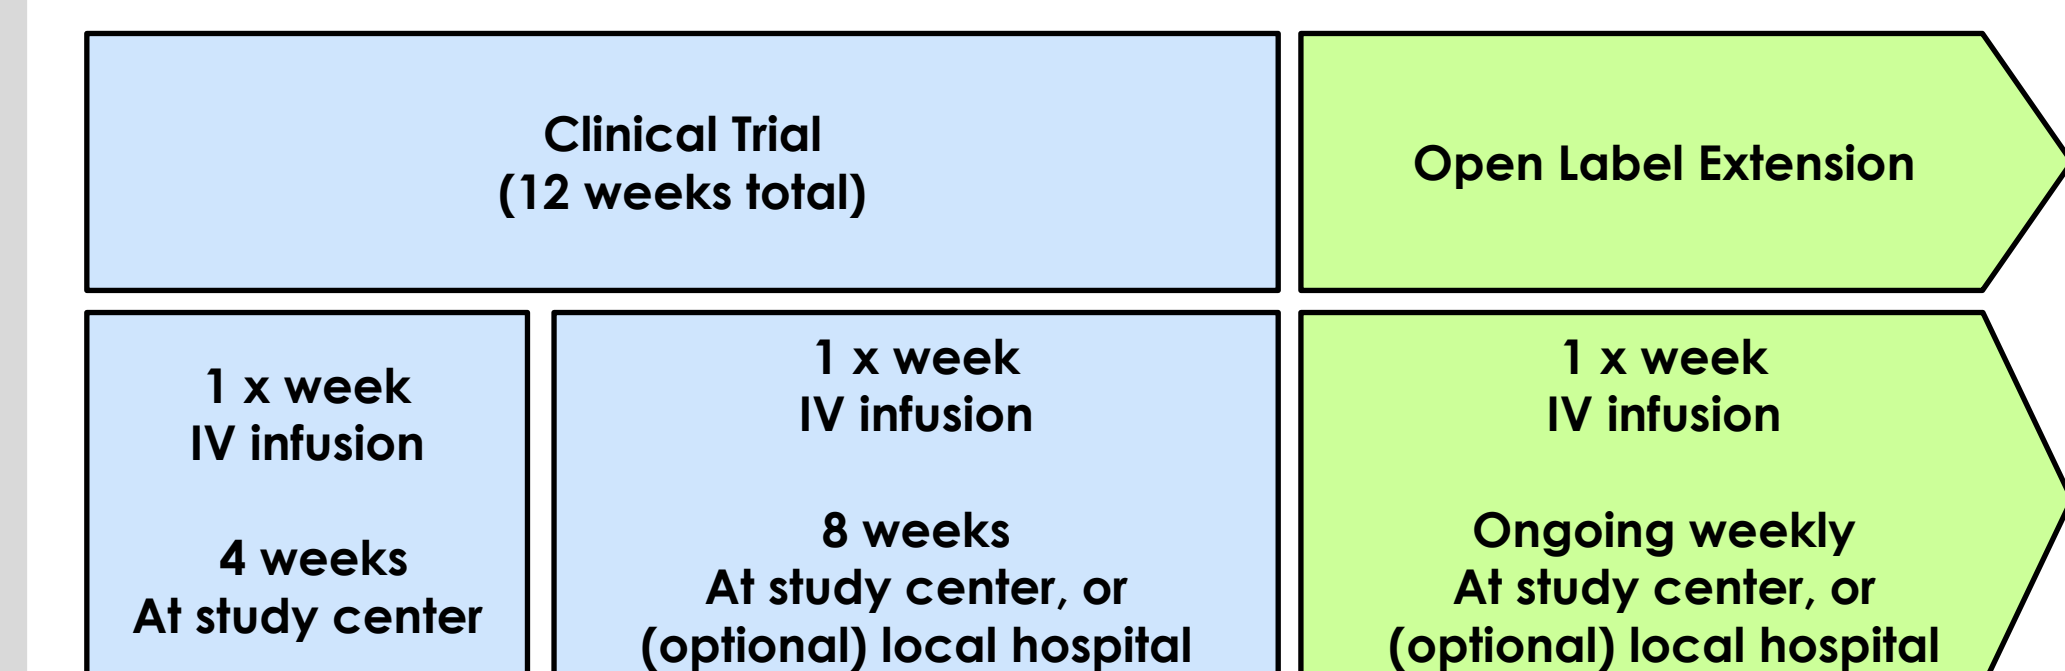 Clinical Trial
(12 weeks total)
Open Label Extension
1 x week
IV infusion
4 weeks
At study center
1 x week
IV infusion
8 weeks
At study center, or
(optional) local hospital
1 x week
IV infusion
Ongoing weekly
At study center, or
(optional) local hospital